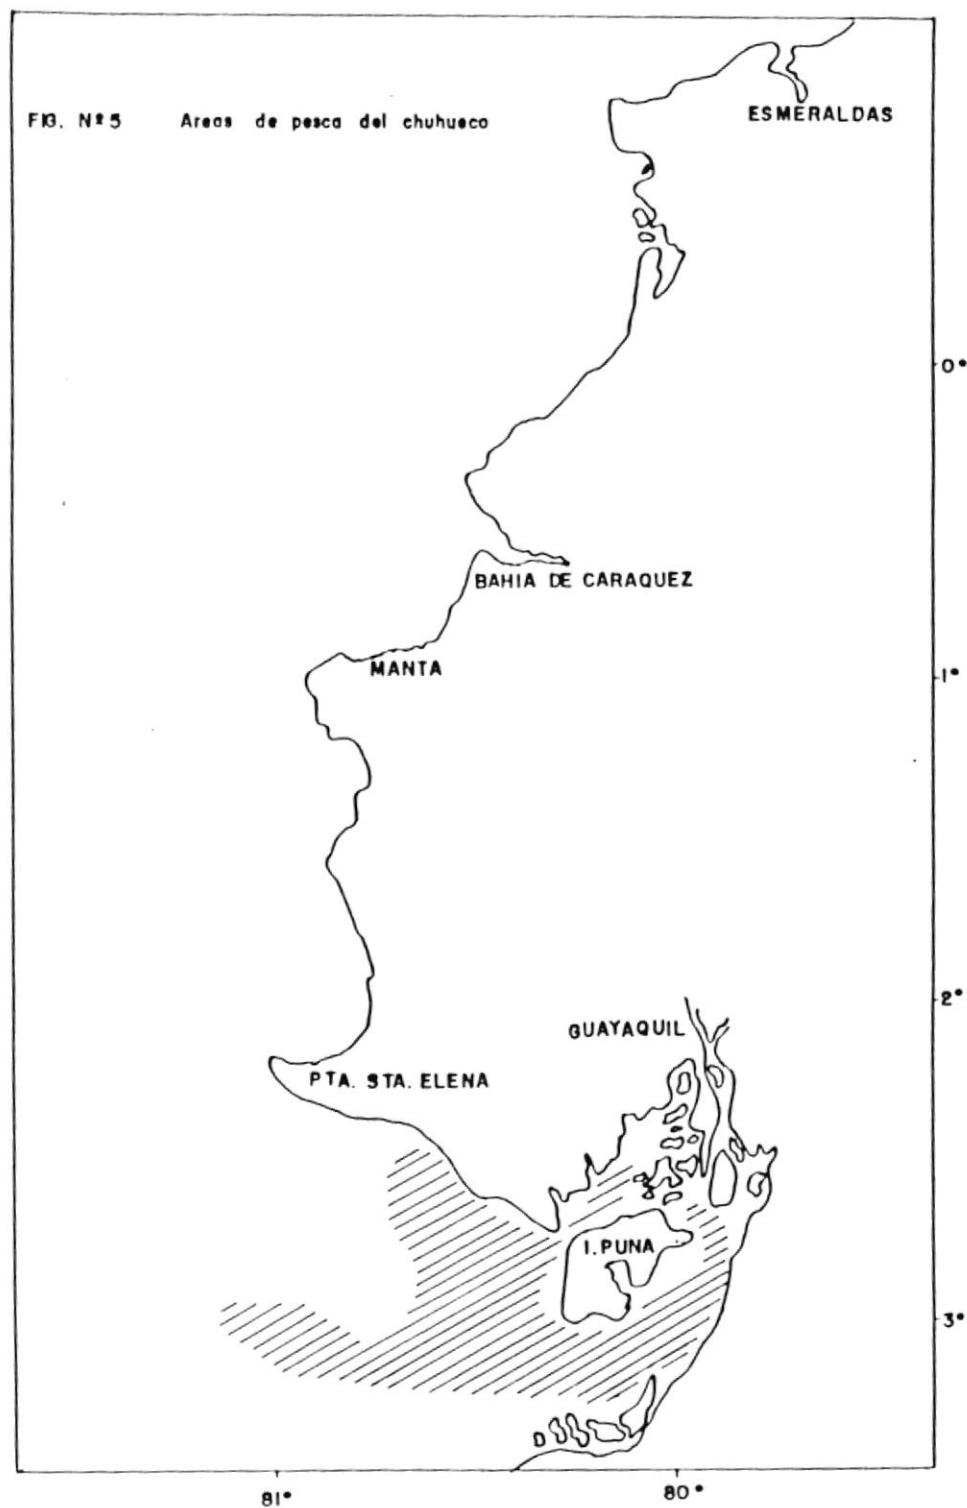 FIG. Nº 5 Areas de pesca del chuhueco
ESMERALDAS
0°
BAHIA DE CARAQUEZ
MANTA
1°
2°
GUAYAQUIL
PTA. STA. ELENA
I. PUNA
3°
81°
80°